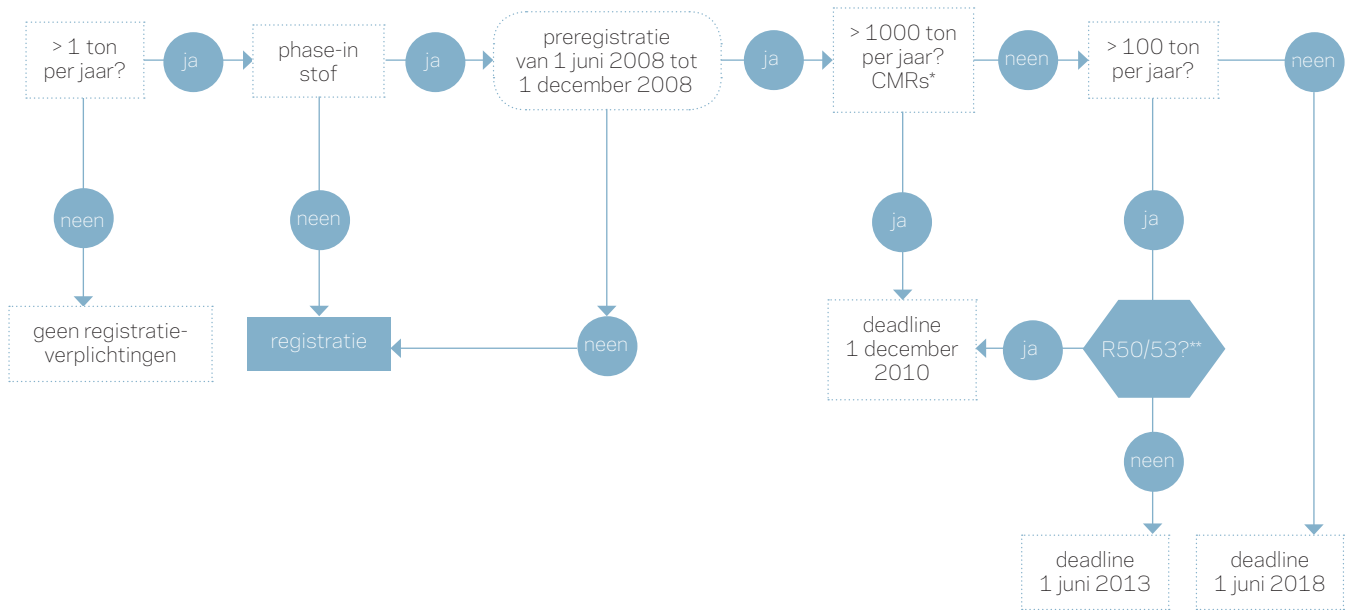 > 1 ton
per jaar?
ja
phase-in
stof
ja
preregistratie
van 1 juni 2008 tot
1 december 2008
ja
> 1000 ton
per jaar?
CMRs*
neen
> 100 ton
per jaar?
neen
neen
neen
ja
ja
geen registratie-
verplichtingen
registratie
neen
deadline
1 december
2010
ja
R50/53?**
neen
deadline
1 juni 2013
deadline
1 juni 2018